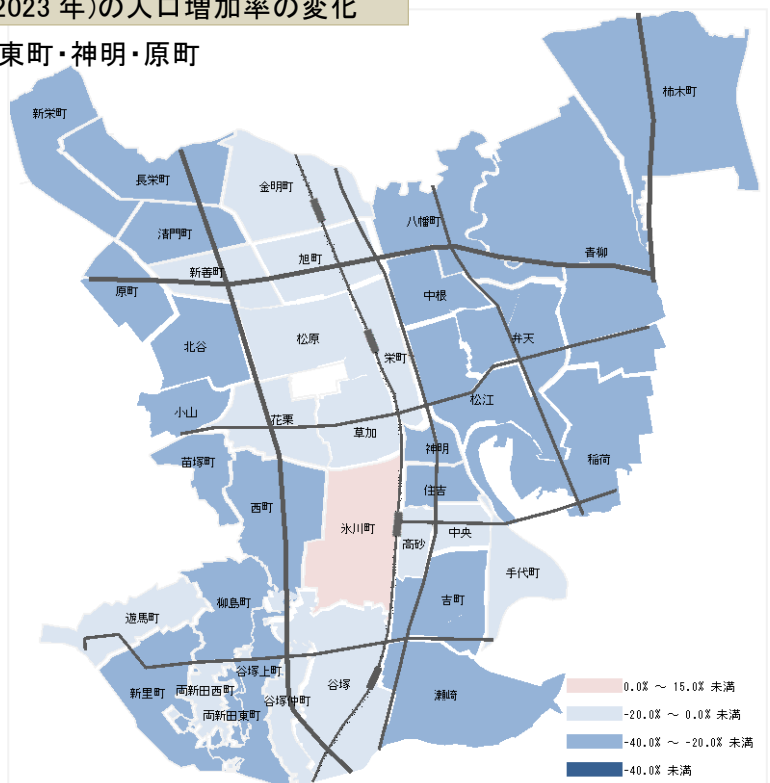 2023 年)の人口増加率の変化
東町・神明・原町
柿木町
新栄町
長栄町
金明町
清門町
八幡町
新善町
旭町
青柳
原町
中根
北谷
松原
栄町
弁天
小山
花栗
草加
松江
苗塚町
神明
稲荷
西町
住吉
氷川町
高砂
中央
手代町
柳島町
吉町
遊馬町
新里町
両新田西町
谷塚上町
谷塚
両新田東町
谷塚仲町
瀬崎
0.0% ~ 15.0% 未満
-20.0% ~ 0.0% 未満
-40.0% ~ -20.0% 未満
-40.0% 未満